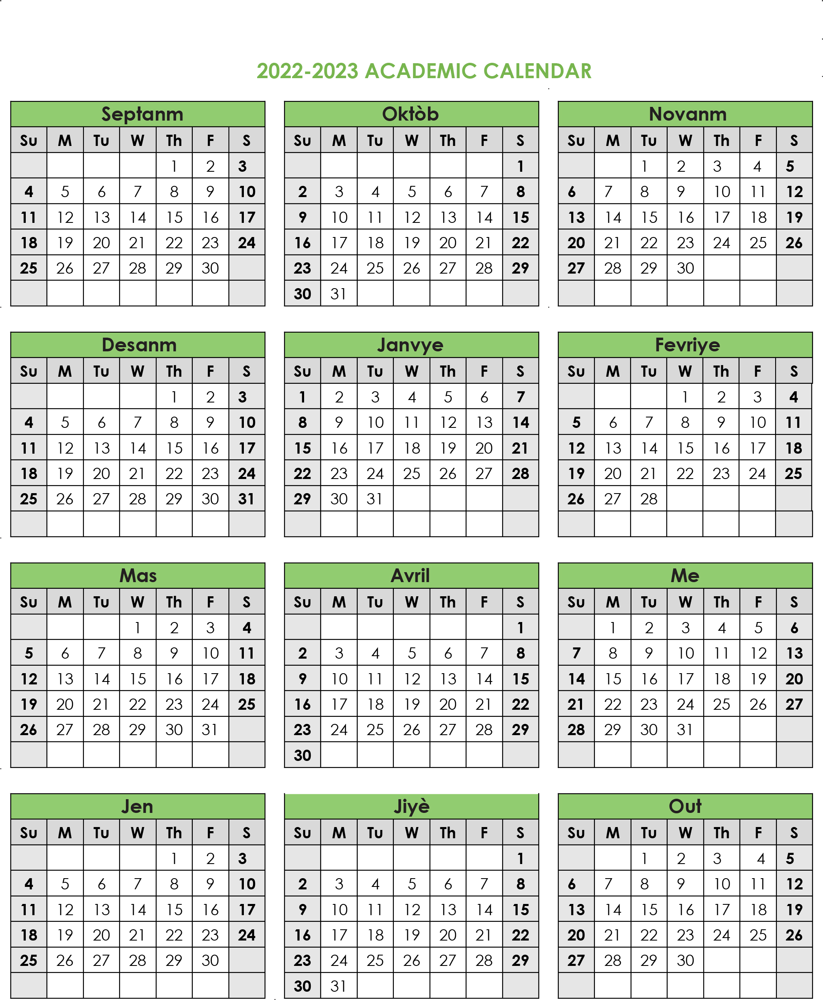 2022-2023 ACADEMIC CALENDAR
Septanm
Su M Tu W Th F S
1 2 3
4 5 6 7 8 9 10
11 12 13 14 15 16 17
18 19 20 21 22 23 24
25 26 27 28 29 30
Oktòb
Su M Tu W Th F S
1
2 3 4 5 6 7 8
9 10 11 12 13 14 15
16 17 18 19 20 21 22
23 24 25 26 27 28 29
30 31
Novanm
Su M Tu W Th F S
1 2 3 4 5
6 7 8 9 10 11 12
13 14 15 16 17 18 19
20 21 22 23 24 25 26
27 28 29 30
Desanm
Su M Tu W Th F S
1 2 3
4 5 6 7 8 9 10
11 12 13 14 15 16 17
18 19 20 21 22 23 24
25 26 27 28 29 30 31
Janvye
Su M Tu W Th F S
1 2 3 4 5 6 7
8 9 10 11 12 13 14
15 16 17 18 19 20 21
22 23 24 25 26 27 28
29 30 31
Fevriye
Su M Tu W Th F S
1 2 3 4
5 6 7 8 9 10 11
12 13 14 15 16 17 18
19 20 21 22 23 24 25
26 27 28
Mas
Su M Tu W Th F S
1 2 3 4
5 6 7 8 9 10 11
12 13 14 15 16 17 18
19 20 21 22 23 24 25
26 27 28 29 30 31
Avril
Su M Tu W Th F S
1
2 3 4 5 6 7 8
9 10 11 12 13 14 15
16 17 18 19 20 21 22
23 24 25 26 27 28 29
30
Me
Su M Tu W Th F S
1 2 3 4 5 6
7 8 9 10 11 12 13
14 15 16 17 18 19 20
21 22 23 24 25 26 27
28 29 30 31
Jen
Su M Tu W Th F S
1 2 3
4 5 6 7 8 9 10
11 12 13 14 15 16 17
18 19 20 21 22 23 24
25 26 27 28 29 30
Jiyè
Su M Tu W Th F S
1
2 3 4 5 6 7 8
9 10 11 12 13 14 15
16 17 18 19 20 21 22
23 24 25 26 27 28 29
30 31
Out
Su M Tu W Th F S
1 2 3 4 5
6 7 8 9 10 11 12
13 14 15 16 17 18 19
20 21 22 23 24 25 26
27 28 29 30